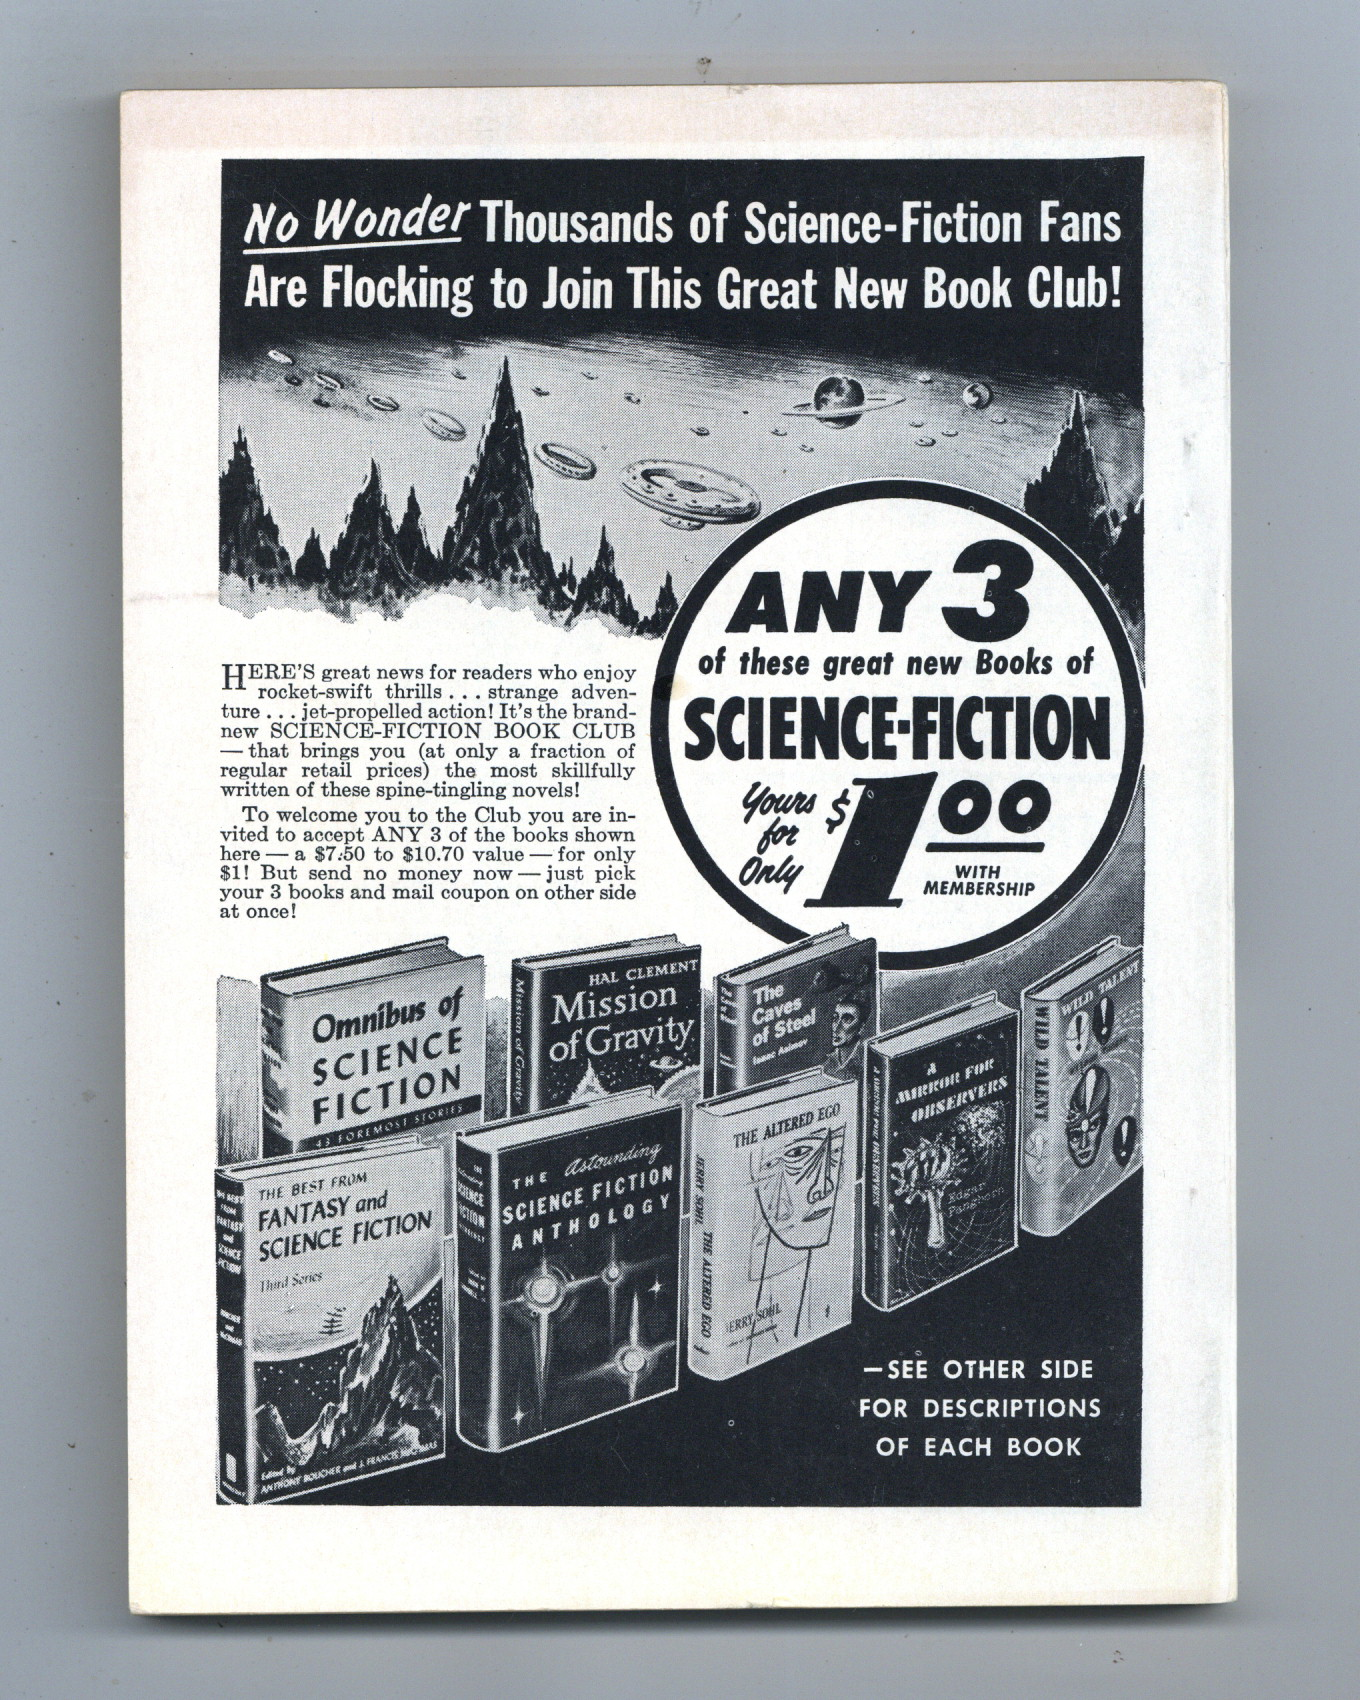 No Wonder Thousands of Science-Fiction Fans
Are Flocking to Join This Great New Book Club!
ANY 3
of these great new Books of
SCIENCE-FICTION
Yours for Only $1.00
WITH
MEMBERSHIP
HERE'S great news for readers who enjoy
rocket-swift thrills . . . strange adven-
ture . . . jet-propelled action! It's the brand-
new SCIENCE-FICTION BOOK CLUB
— that brings you (at only a fraction of
regular retail prices) the most skillfully
written of these spine-tingling novels!
To welcome you to the Club you are in-
vited to accept ANY 3 of the books shown
here — a $7.50 to $10.70 value — for only
$1! But send no money now — just pick
your 3 books and mail coupon on other side
at once!
Omnibus of
SCIENCE
FICTION
43 FOREMOST STORIES
Mission of Gravity
HAL CLEMENT
Mission
of Gravity
The
Caves
of Steel
Isaac Asimov
A
MIRROR FOR
OBSERVERS
Edgar
Pangborn
WILD TALENT
WILD TALENT
THE BEST FROM
FANTASY and
SCIENCE FICTION
Third Series
Edited by
ANTHONY BOUCHER and J. FRANCIS McCOMAS
THE Astounding
SCIENCE FICTION
ANTHOLOGY
JERRY SOHL THE ALTERED EGO
THE ALTERED EGO
JERRY SOHL
—SEE OTHER SIDE
FOR DESCRIPTIONS
OF EACH BOOK